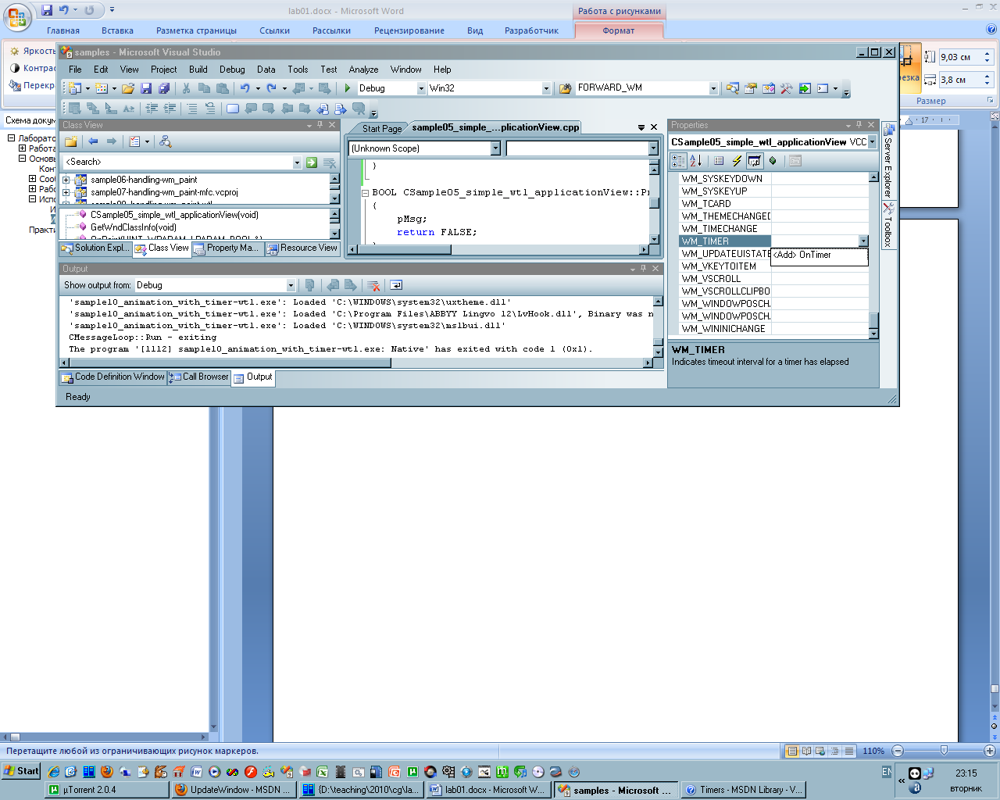 lab01.docx - Microsoft Word
Работа с рисунками
Главная Вставка Разметка страницы Ссылки Рассылки Рецензирование Вид Разработчик Формат
Яркость
9,03 см
3,8 см
Размер
samples - Microsoft Visual Studio
File Edit View Project Build Debug Data Tools Test Analyze Window Help
Debug Win32 FORWARD_WM
Class View
<Search>
sample06-handling-wm_paint
sample07-handling-wm_paint-mfc.vcproj
CSample05_simple_wtl_applicationView(void)
GetWndClassInfo(void)
Solution Expl... Class View Property Ma... Resource View
Start Page sample05_simple_...plicationView.cpp
(Unknown Scope)
}
BOOL CSample05_simple_wtl_applicationView::Pr
{
pMsg;
return FALSE;
Properties
CSample05_simple_wtl_applicationView VCC
WM_SYSKEYDOWN
WM_SYSKEYUP
WM_TCARD
WM_THEMECHANGED
WM_TIMECHANGE
WM_TIMER
WM_UPDATEUISTATE
<Add> OnTimer
WM_VKEYTOITEM
WM_VSCROLL
WM_VSCROLLCLIPBO
WM_WINDOWPOSCH
WM_WINDOWPOSCH
WM_WININICHANGE
WM_TIMER
Indicates timeout interval for a timer has elapsed
Server Explorer
Toolbox
Output
Show output from: Debug
'sample10_animation_with_timer-wtl.exe': Loaded 'C:\WINDOWS\system32\uxtheme.dll'
'sample10_animation_with_timer-wtl.exe': Loaded 'C:\Program Files\ABBYY Lingvo 12\LvHook.dll', Binary was n
'sample10_animation_with_timer-wtl.exe': Loaded 'C:\WINDOWS\system32\mslbui.dll'
CMessageLoop::Run - exiting
The program '[1112] sample10_animation_with_timer-wtl.exe: Native' has exited with code 1 (0x1).
Code Definition Window Call Browser Output
Ready
Схема докум
Лаборато
Работа
Основы
Конт
Сооб
Рабо
Испо
Практи
17
Перетащите любой из ограничивающих рисунок маркеров.
110%
Start
EN
23:15
вторник
µTorrent 2.0.4
UpdateWindow - MSDN ...
{D:\teaching\2010\cg\la...
lab01.docx - Microsoft W...
samples - Microsoft ...
Timers - MSDN Library - V...